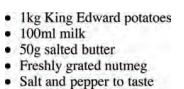 • 1kg King Edward potatoes
• 100ml milk
• 50g salted butter
• Freshly grated nutmeg
• Salt and pepper to taste